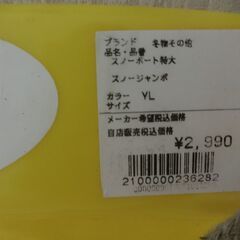 ブランド 冬物その他
品名・品番
スノーボート特大
スノージャンボ
カラー YL
サイズ
メーカー希望税込価格
自店販売税込価格
¥2,990
2100000236282